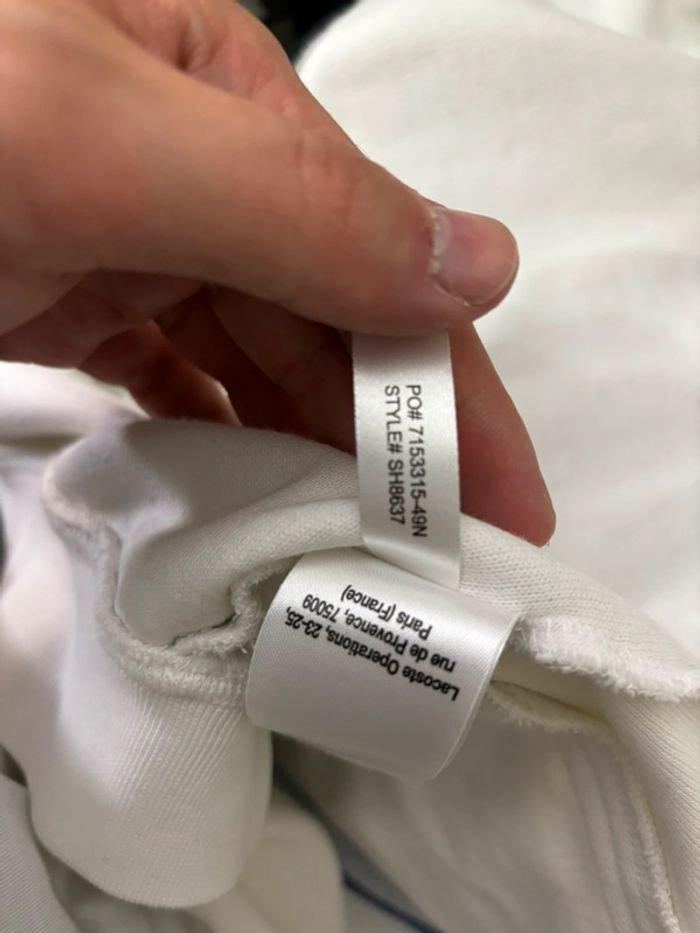 PO# 7153315-49N
STYLE# SH8637
Lacoste Operations, 23-25,
rue de Provence, 75009
Paris (France)